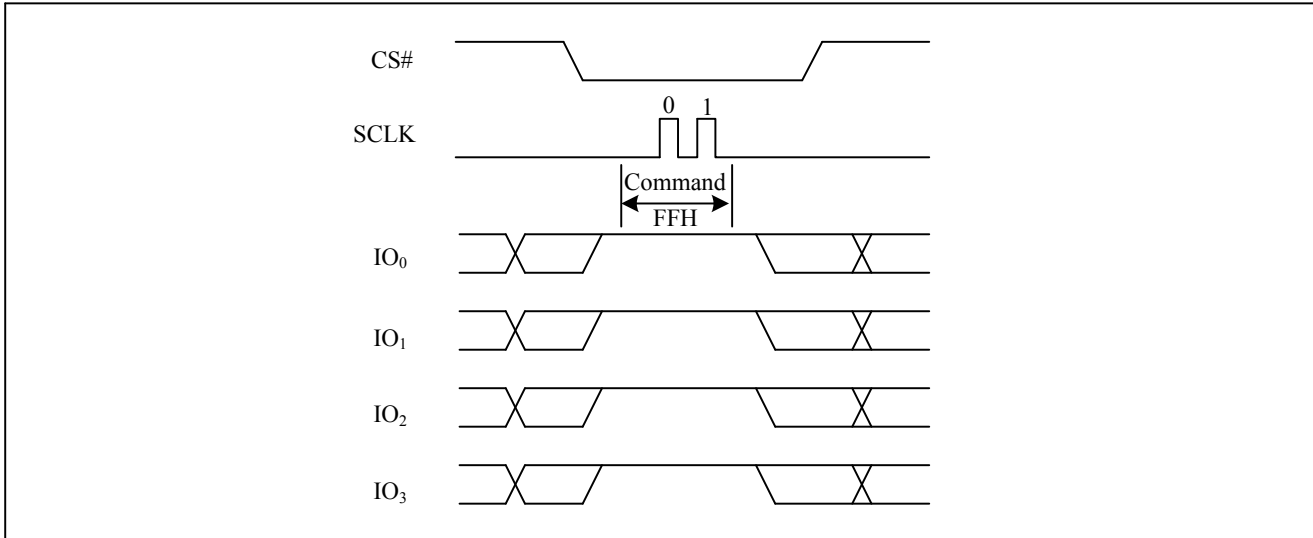 CS#
0 1
SCLK
Command
FFH
IO₀
IO₁
IO₂
IO₃